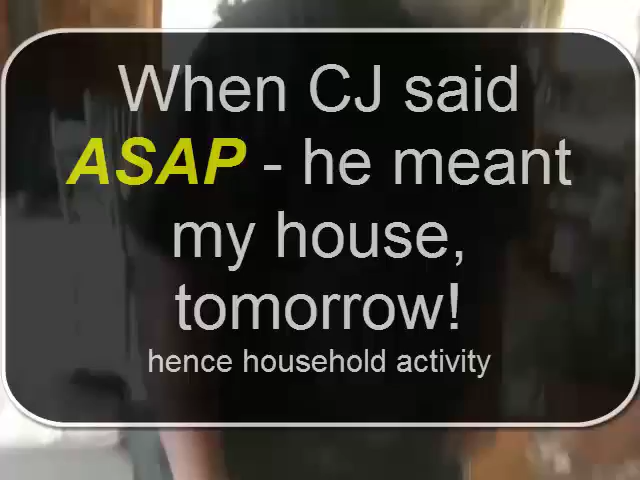 When CJ said
ASAP - he meant
my house,
tomorrow!
hence household activity